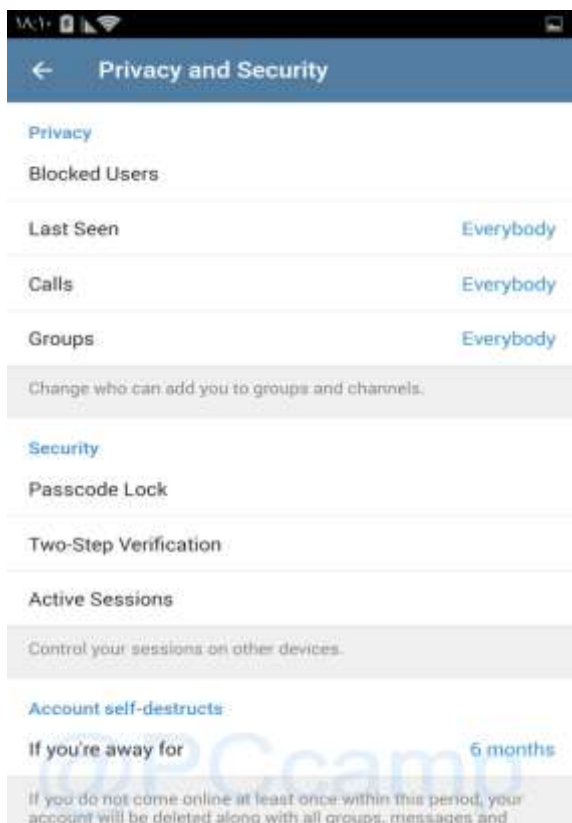 ١٨:١٠
Privacy and Security
Privacy
Blocked Users
Last Seen Everybody
Calls Everybody
Groups Everybody
Change who can add you to groups and channels.
Security
Passcode Lock
Two-Step Verification
Active Sessions
Control your sessions on other devices.
Account self-destructs
If you're away for 6 months
@PCcamp
If you do not come online at least once within this period, your
account will be deleted along with all groups, messages and